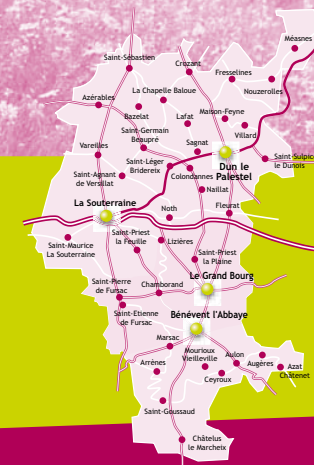 Méasnes
Saint-Sébastien
Crozant
Fresselines
Nouzerolles
La Chapelle Baloue
Azérables
Bazelat
Lafat
Maison-Feyne
Villard
Saint-Germain
Beaupré
Vareilles
Sagnat
Saint-Sulpice
le Dunois
Saint-Léger
Bridereix
Dun le
Palestel
Colondannes
Saint-Agnant
de Versillat
Naillat
La Souterraine
Noth
Fleurat
Saint-Priest
la Feuille
Lizières
Saint-Maurice
La Souterraine
Saint-Priest
la Plaine
Le Grand Bourg
Saint-Pierre
de Fursac
Chamborand
Saint-Etienne
de Fursac
Bénévent l'Abbaye
Marsac
Mourioux
Vieilleville
Aulon
Arrênes
Augères
Azat
Châtenet
Ceyroux
Saint-Goussaud
Châtelus
le Marcheix